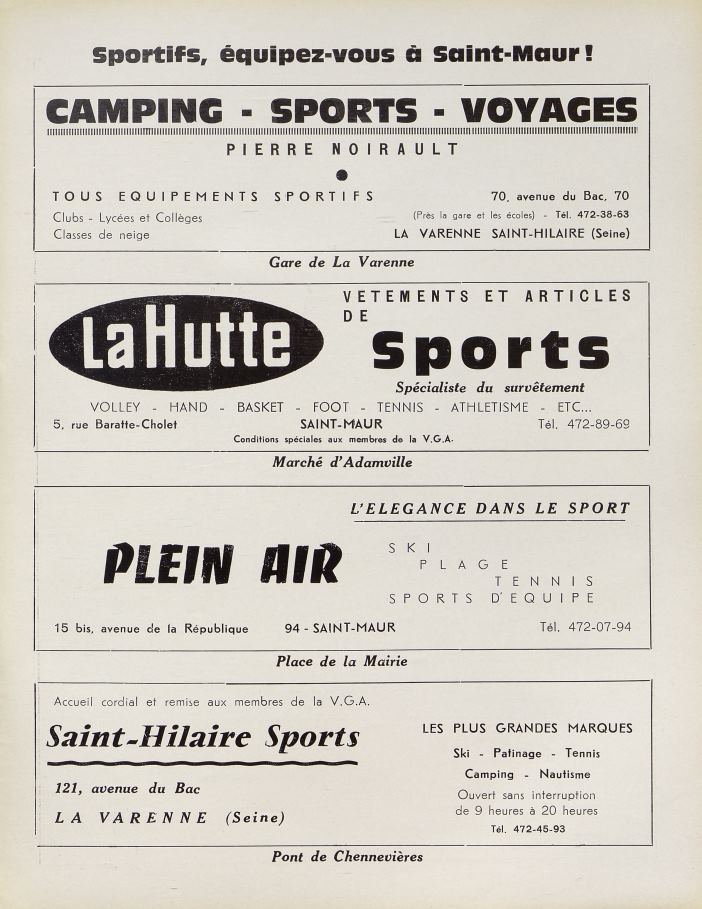 Sportifs, équipez-vous à Saint-Maur !
CAMPING - SPORTS - VOYAGES
PIERRE NOIRAULT
TOUS EQUIPEMENTS SPORTIFS
Clubs - Lycées et Collèges
Classes de neige
70, avenue du Bac, 70
(Près la gare et les écoles) - Tél. 472-38-63
LA VARENNE SAINT-HILAIRE (Seine)
Gare de La Varenne
La Hutte
VETEMENTS ET ARTICLES
DE
Sports
Spécialiste du survêtement
VOLLEY - HAND - BASKET - FOOT - TENNIS - ATHLETISME - ETC...
5, rue Baratte-Cholet SAINT-MAUR Tél. 472-89-69
Conditions spéciales aux membres de la V.G.A.
Marché d'Adamville
L'ELEGANCE DANS LE SPORT
PLEIN AIR
SKI
PLAGE
TENNIS
SPORTS D'EQUIPE
15 bis, avenue de la République 94 - SAINT-MAUR Tél. 472-07-94
Place de la Mairie
Accueil cordial et remise aux membres de la V.G.A.
Saint-Hilaire Sports
121, avenue du Bac
LA VARENNE (Seine)
LES PLUS GRANDES MARQUES
Ski - Patinage - Tennis
Camping - Nautisme
Ouvert sans interruption
de 9 heures à 20 heures
Tél. 472-45-93
Pont de Chennevières